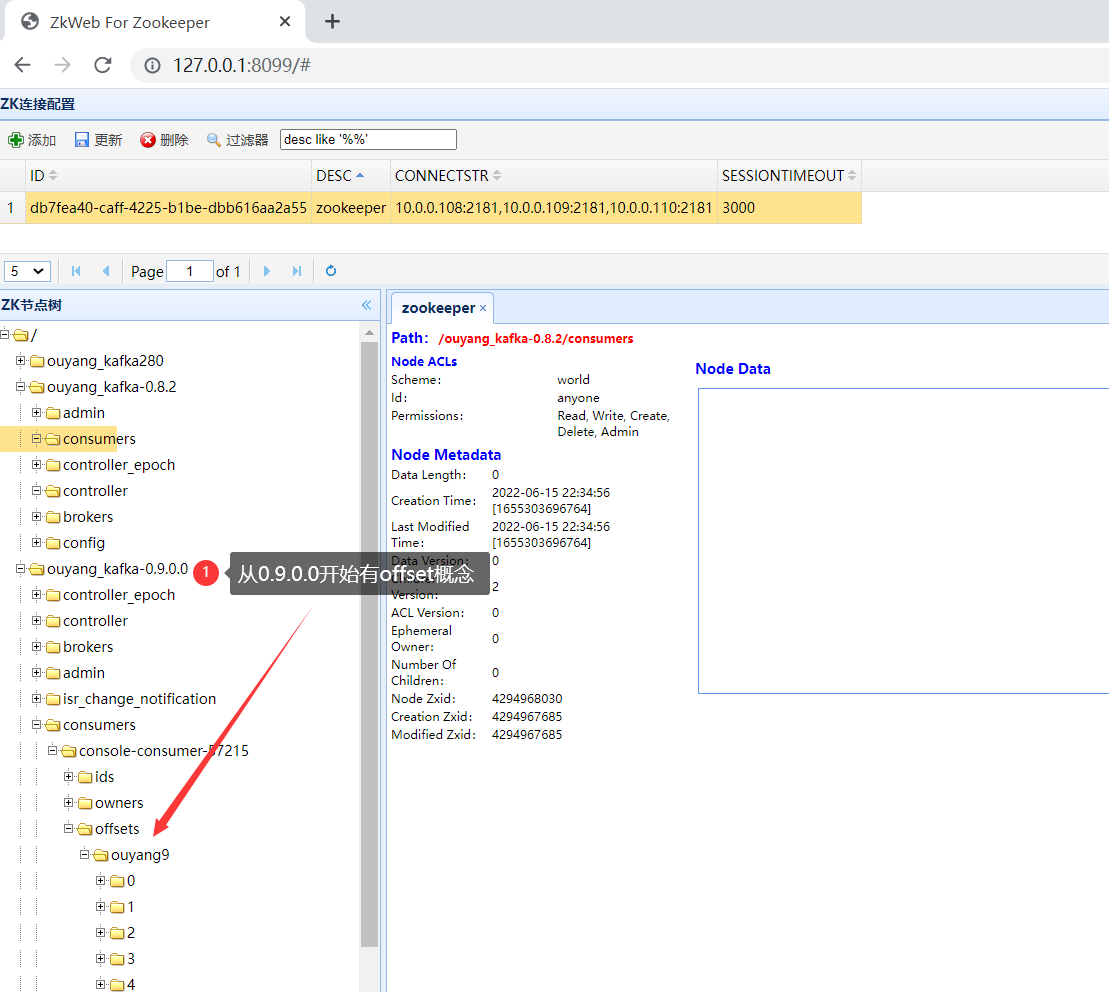 ZkWeb For Zookeeper
127.0.0.1:8099/#
ZK连接配置
添加 更新 删除 过滤器 desc like '%%'
ID DESC CONNECTSTR SESSIONTIMEOUT
1 db7fea40-caff-4225-b1be-dbb616aa2a55 zookeeper 10.0.0.108:2181,10.0.0.109:2181,10.0.0.110:2181 3000
5 Page 1 of 1
ZK节点树
/
ouyang_kafka280
ouyang_kafka-0.8.2
admin
consumers
controller_epoch
controller
brokers
config
ouyang_kafka-0.9.0.0
1 从0.9.0.0开始有offset概念
controller_epoch
controller
brokers
admin
isr_change_notification
consumers
console-consumer-57215
ids
owners
offsets
ouyang9
0
1
2
3
4
zookeeper
Path: /ouyang_kafka-0.8.2/consumers
Node ACLs
Scheme: world
Id: anyone
Permissions: Read, Write, Create,
Delete, Admin
Node Metadata
Data Length: 0
Creation Time: 2022-06-15 22:34:56
[1655303696764]
Last Modified Time: 2022-06-15 22:34:56
[1655303696764]
Data Version: 0
Children Version: 2
ACL Version: 0
Ephemeral Owner: 0
Number Of Children: 0
Node Zxid: 4294968030
Creation Zxid: 4294967685
Modified Zxid: 4294967685
Node Data